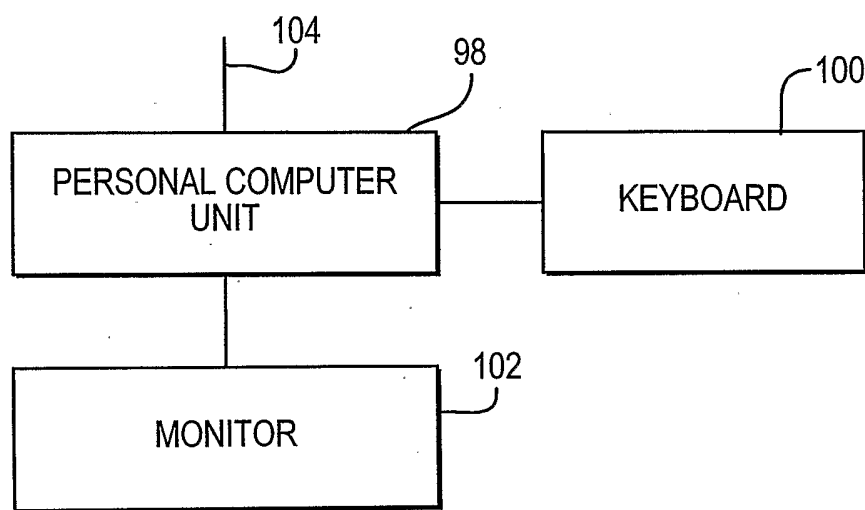 104
98
100
PERSONAL COMPUTER
UNIT
KEYBOARD
102
MONITOR